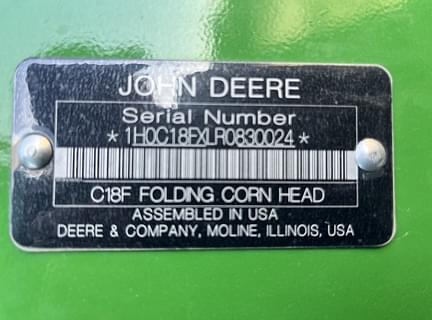 JOHN DEERE
Serial Number
*1H0C18FXLR0830024*
C18F FOLDING CORN HEAD
ASSEMBLED IN USA
DEERE & COMPANY, MOLINE, ILLINOIS, USA